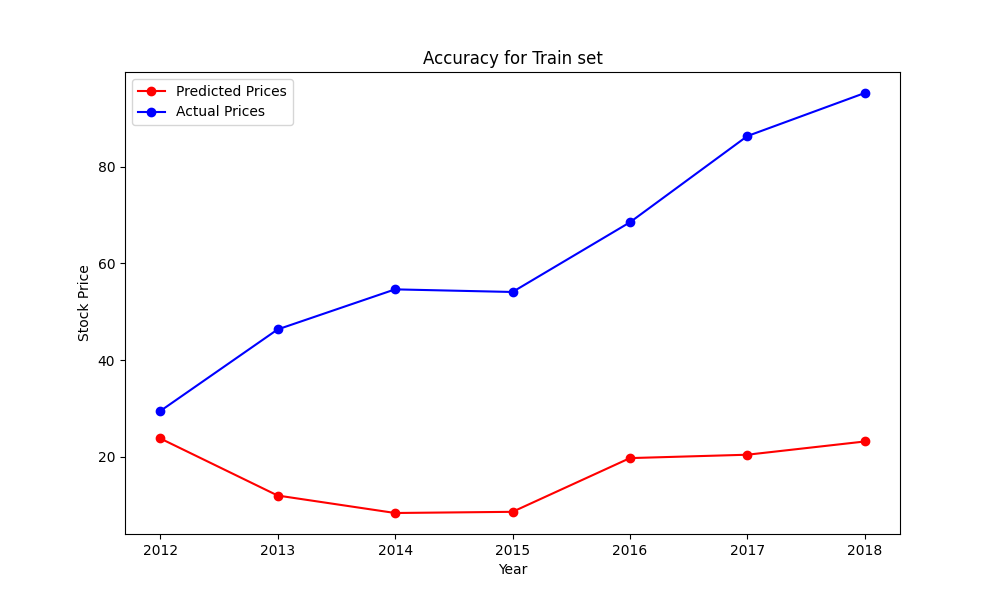 Accuracy for Train set
Predicted Prices
Actual Prices
80
60
40
20
Stock Price
2012 2013 2014 2015 2016 2017 2018
Year